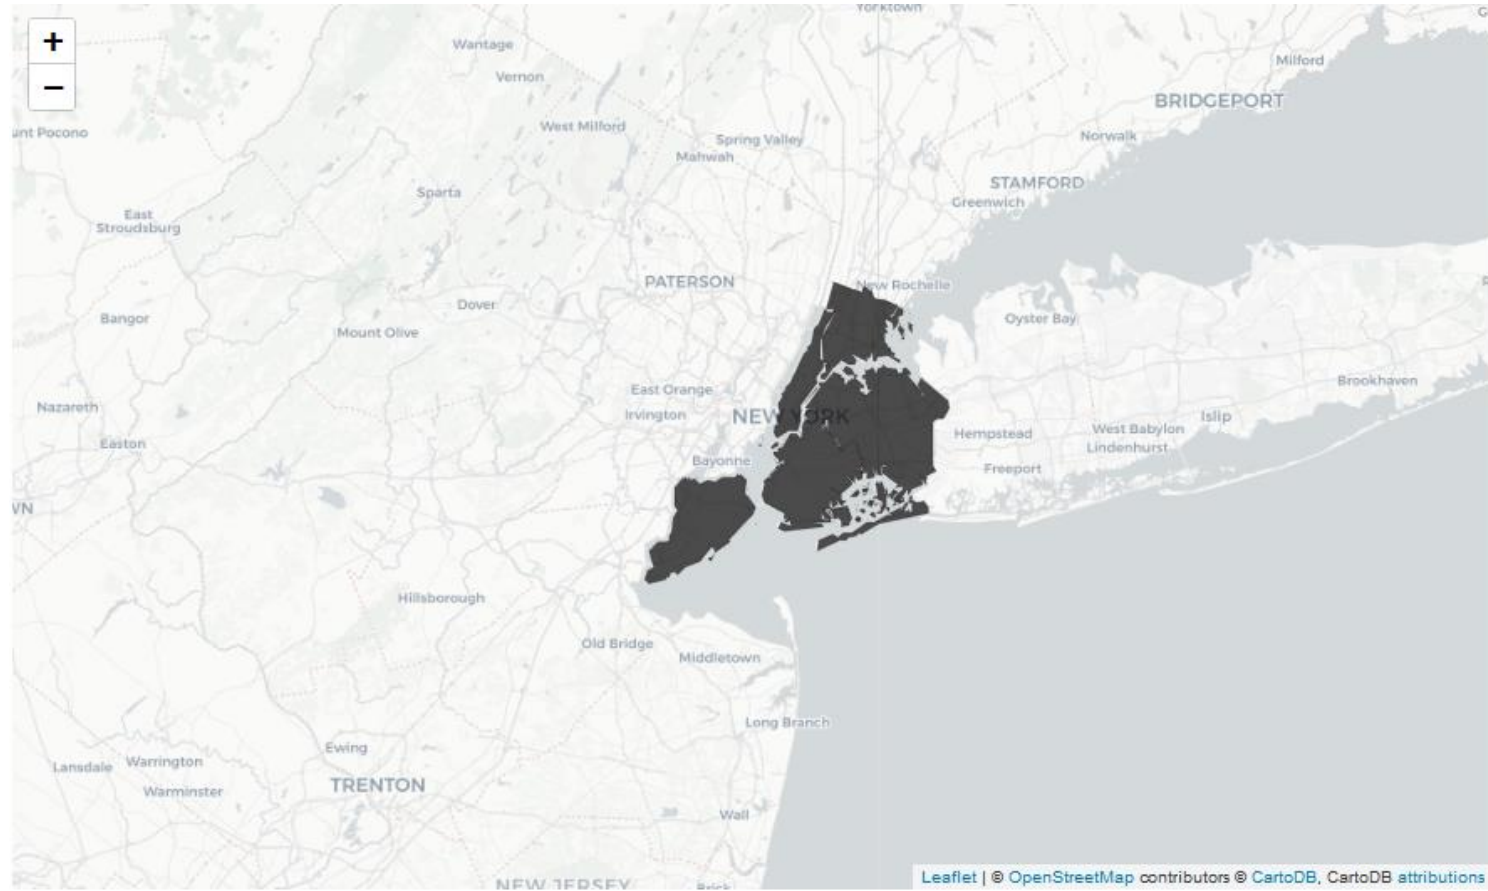 Yorktown
+
Wantage
Milford
Vernon
BRIDGEPORT
−
West Milford
unt Pocono
Norwalk
Spring Valley
Mahwah
STAMFORD
Sparta
Greenwich
East
Stroudsburg
PATERSON
New Rochelle
Dover
Bangor
Oyster Bay
Mount Olive
Brookhaven
East Orange
Nazareth
Irvington
NEW YORK
Islip
West Babylon
Hempstead
Easton
Lindenhurst
Bayonne
Freeport
WN
Hillsborough
Old Bridge
Middletown
Long Branch
Ewing
Warrington
Lansdale
TRENTON
Warminster
Wall
NEW JERSEY
Brick
Leaflet | © OpenStreetMap contributors © CartoDB, CartoDB attributions